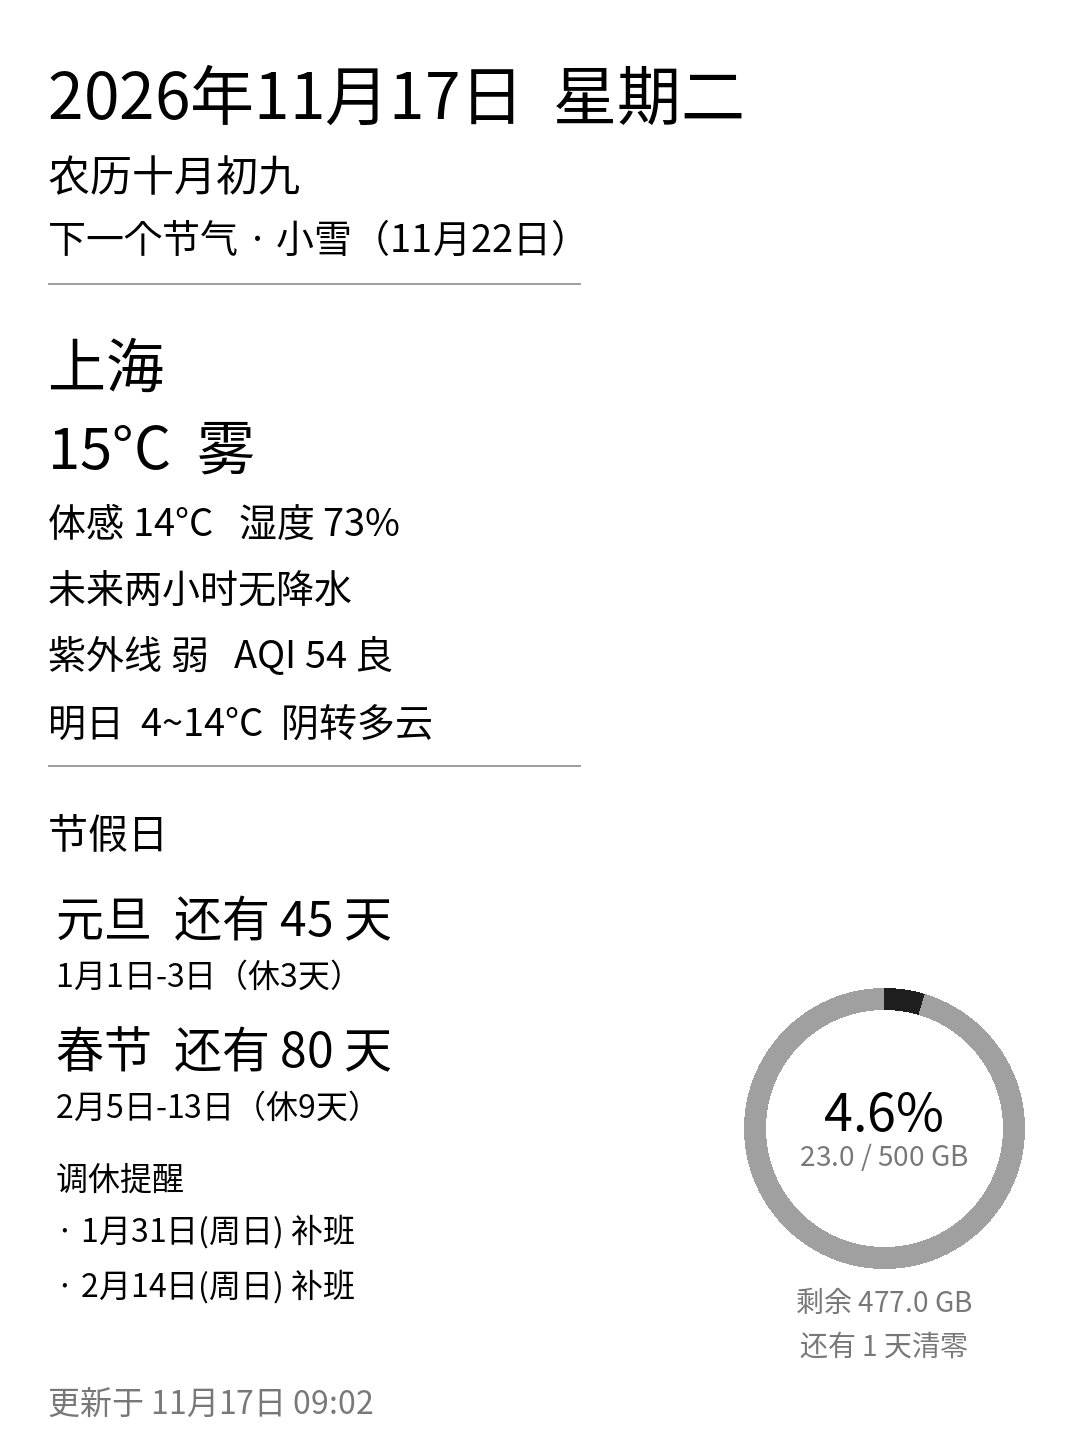 2026年11月17日 星期二
农历十月初九
下一个节气 · 小雪（11月22日）
上海
15°C 雾
体感 14°C 湿度 73%
未来两小时无降水
紫外线 弱 AQI 54 良
明日 4~14°C 阴转多云
节假日
元旦 还有 45 天
1月1日-3日（休3天）
春节 还有 80 天
2月5日-13日（休9天）
调休提醒
· 1月31日(周日) 补班
· 2月14日(周日) 补班
4.6%
23.0 / 500 GB
剩余 477.0 GB
还有 1 天清零
更新于 11月17日 09:02